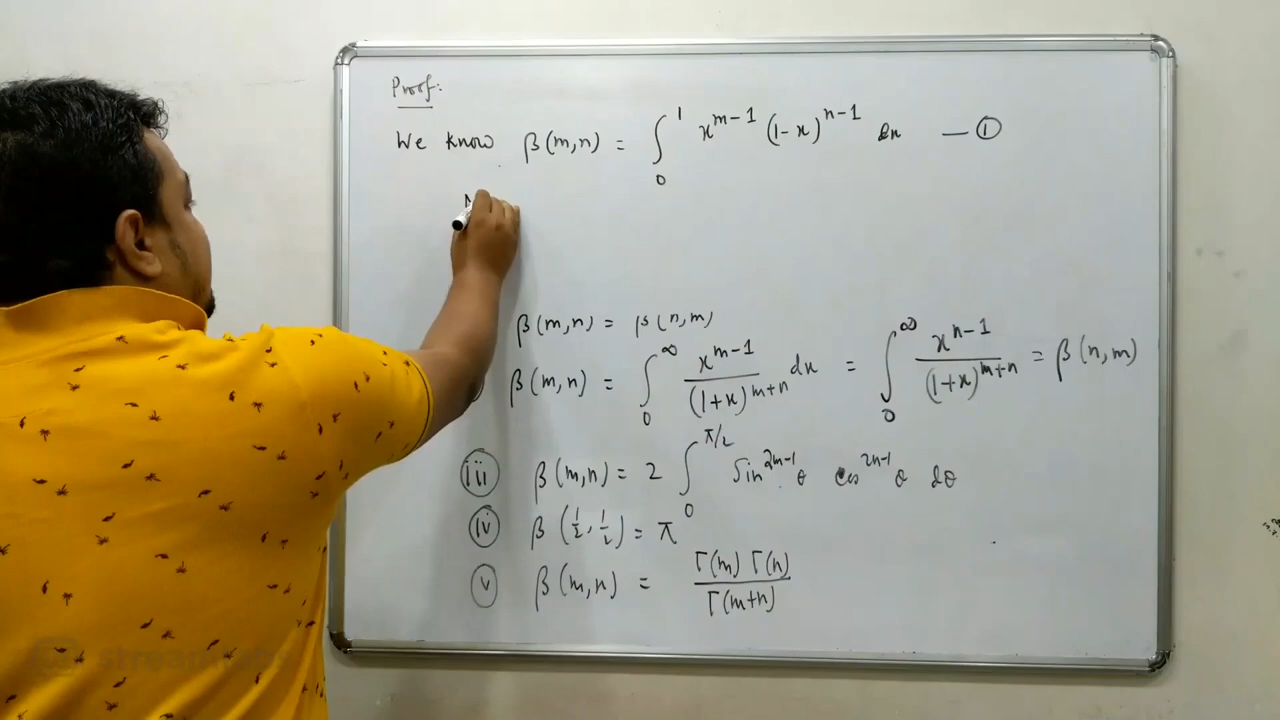 Proof:
We know β(m,n) = ∫₀¹ x^{m-1} (1-x)^{n-1} dx — ①
β(m,n) = β(n,m)
β(m,n) = ∫₀^∞ x^{m-1}/(1+x)^{m+n} dx = ∫₀^∞ x^{n-1}/(1+x)^{m+n} = β(n,m)
(iii) β(m,n) = 2 ∫₀^{π/2} Sin^{2m-1}θ cos^{2n-1}θ dθ
(iv) β(1/2, 1/2) = π
(v) β(m,n) = Γ(m) Γ(n)/Γ(m+n)